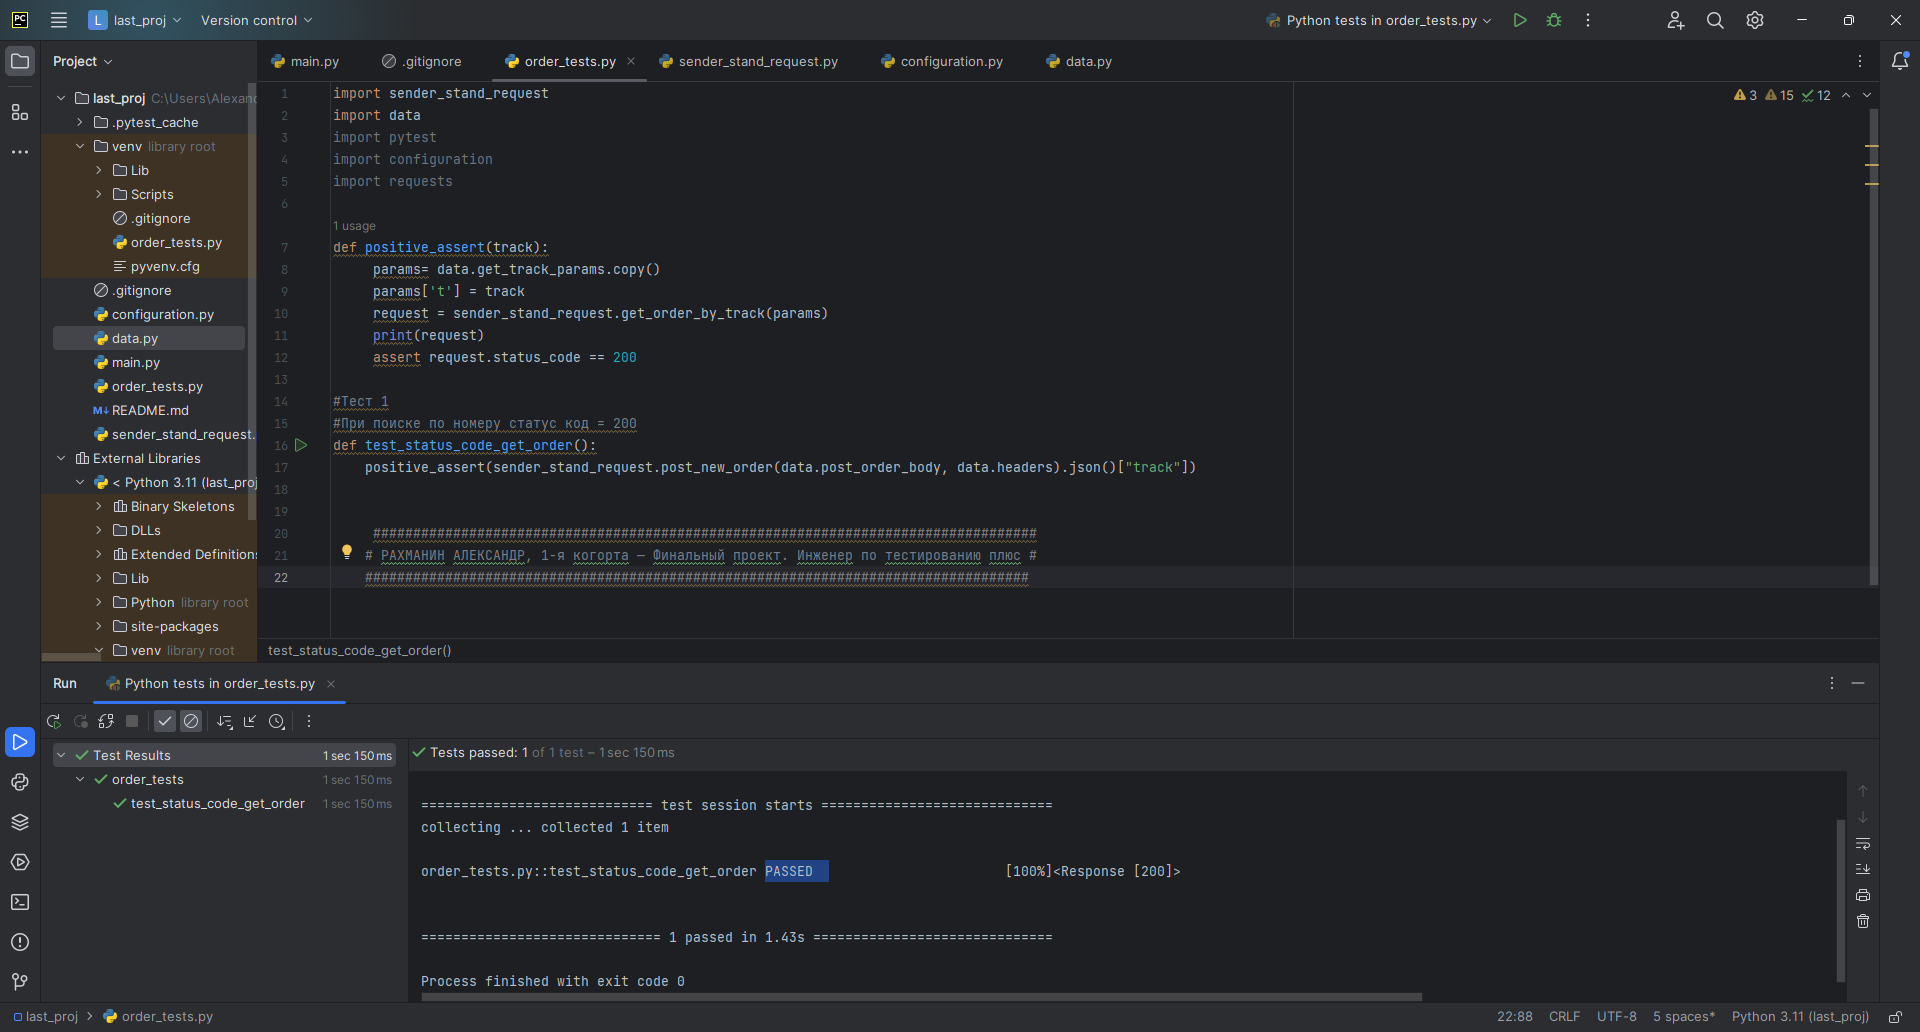 PC L last_proj Version control Python tests in order_tests.py
Project
main.py .gitignore order_tests.py sender_stand_request.py configuration.py data.py
last_proj C:\Users\Alexand
.pytest_cache
venv library root
Lib
Scripts
.gitignore
order_tests.py
pyvenv.cfg
.gitignore
configuration.py
data.py
main.py
order_tests.py
M↓ README.md
sender_stand_request.
External Libraries
< Python 3.11 (last_proj
Binary Skeletons
DLLs
Extended Definitions
Lib
Python library root
site-packages
venv library root
3 15 12
1 import sender_stand_request
2 import data
3 import pytest
4 import configuration
5 import requests
6
1 usage
7 def positive_assert(track):
8 params= data.get_track_params.copy()
9 params['t'] = track
10 request = sender_stand_request.get_order_by_track(params)
11 print(request)
12 assert request.status_code == 200
13
14 #Тест 1
15 #При поиске по номеру статус код = 200
16 def test_status_code_get_order():
17 positive_assert(sender_stand_request.post_new_order(data.post_order_body, data.headers).json()["track"])
18
19
20 ###################################################################################
21 # РАХМАНИН АЛЕКСАНДР, 1-я когорта — Финальный проект. Инженер по тестированию плюс #
22 ###################################################################################
test_status_code_get_order()
Run Python tests in order_tests.py
Test Results 1 sec 150 ms
order_tests 1 sec 150 ms
test_status_code_get_order 1 sec 150 ms
Tests passed: 1 of 1 test – 1 sec 150 ms
============================= test session starts =============================
collecting ... collected 1 item
order_tests.py::test_status_code_get_order PASSED [100%]<Response [200]>
============================== 1 passed in 1.43s ==============================
Process finished with exit code 0
last_proj order_tests.py 22:88 CRLF UTF-8 5 spaces* Python 3.11 (last_proj)